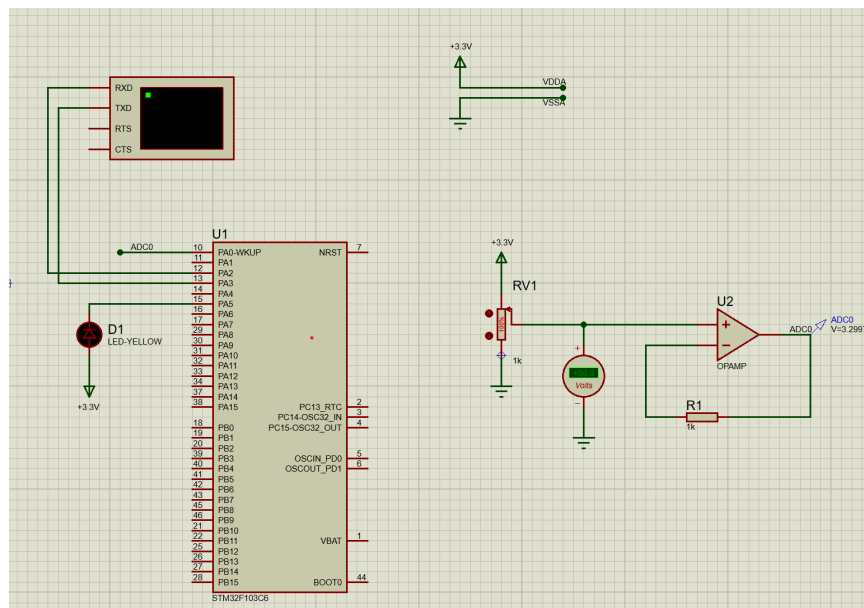 +3.3V
VDDA
VSSA
RXD
TXD
RTS
CTS
U1
ADC0
10 PA0-WKUP
11 PA1
12 PA2
13 PA3
14 PA4
15 PA5
16 PA6
17 PA7
29 PA8
30 PA9
31 PA10
32 PA11
33 PA12
34 PA13
37 PA14
38 PA15
18 PB0
19 PB1
20 PB2
39 PB3
40 PB4
41 PB5
42 PB6
43 PB7
45 PB8
46 PB9
21 PB10
22 PB11
25 PB12
26 PB13
27 PB14
28 PB15
NRST 7
PC13_RTC 2
PC14-OSC32_IN 3
PC15-OSC32_OUT 4
OSCIN_PD0 5
OSCOUT_PD1 6
VBAT 1
BOOT0 44
STM32F103C6
D1
LED-YELLOW
+3.3V
+3.3V
RV1
100%
1k
+
Volts
−
U2
+
−
OPAMP
ADC0
ADC0
V=3.299
R1
1k